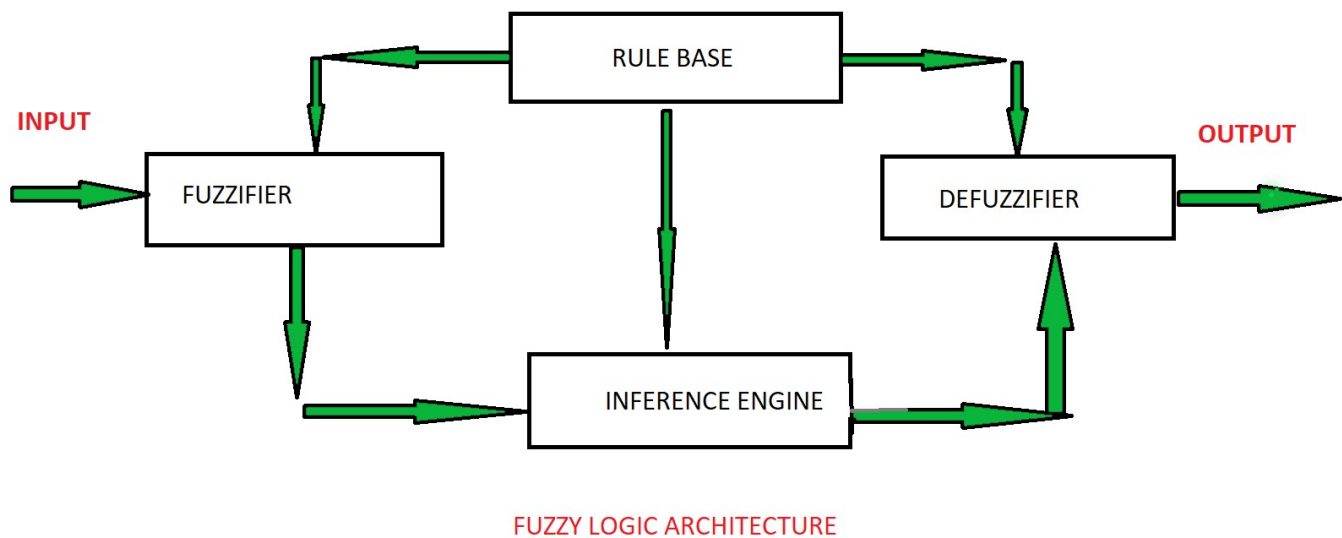 RULE BASE
INPUT
OUTPUT
FUZZIFIER
DEFUZZIFIER
INFERENCE ENGINE
FUZZY LOGIC ARCHITECTURE